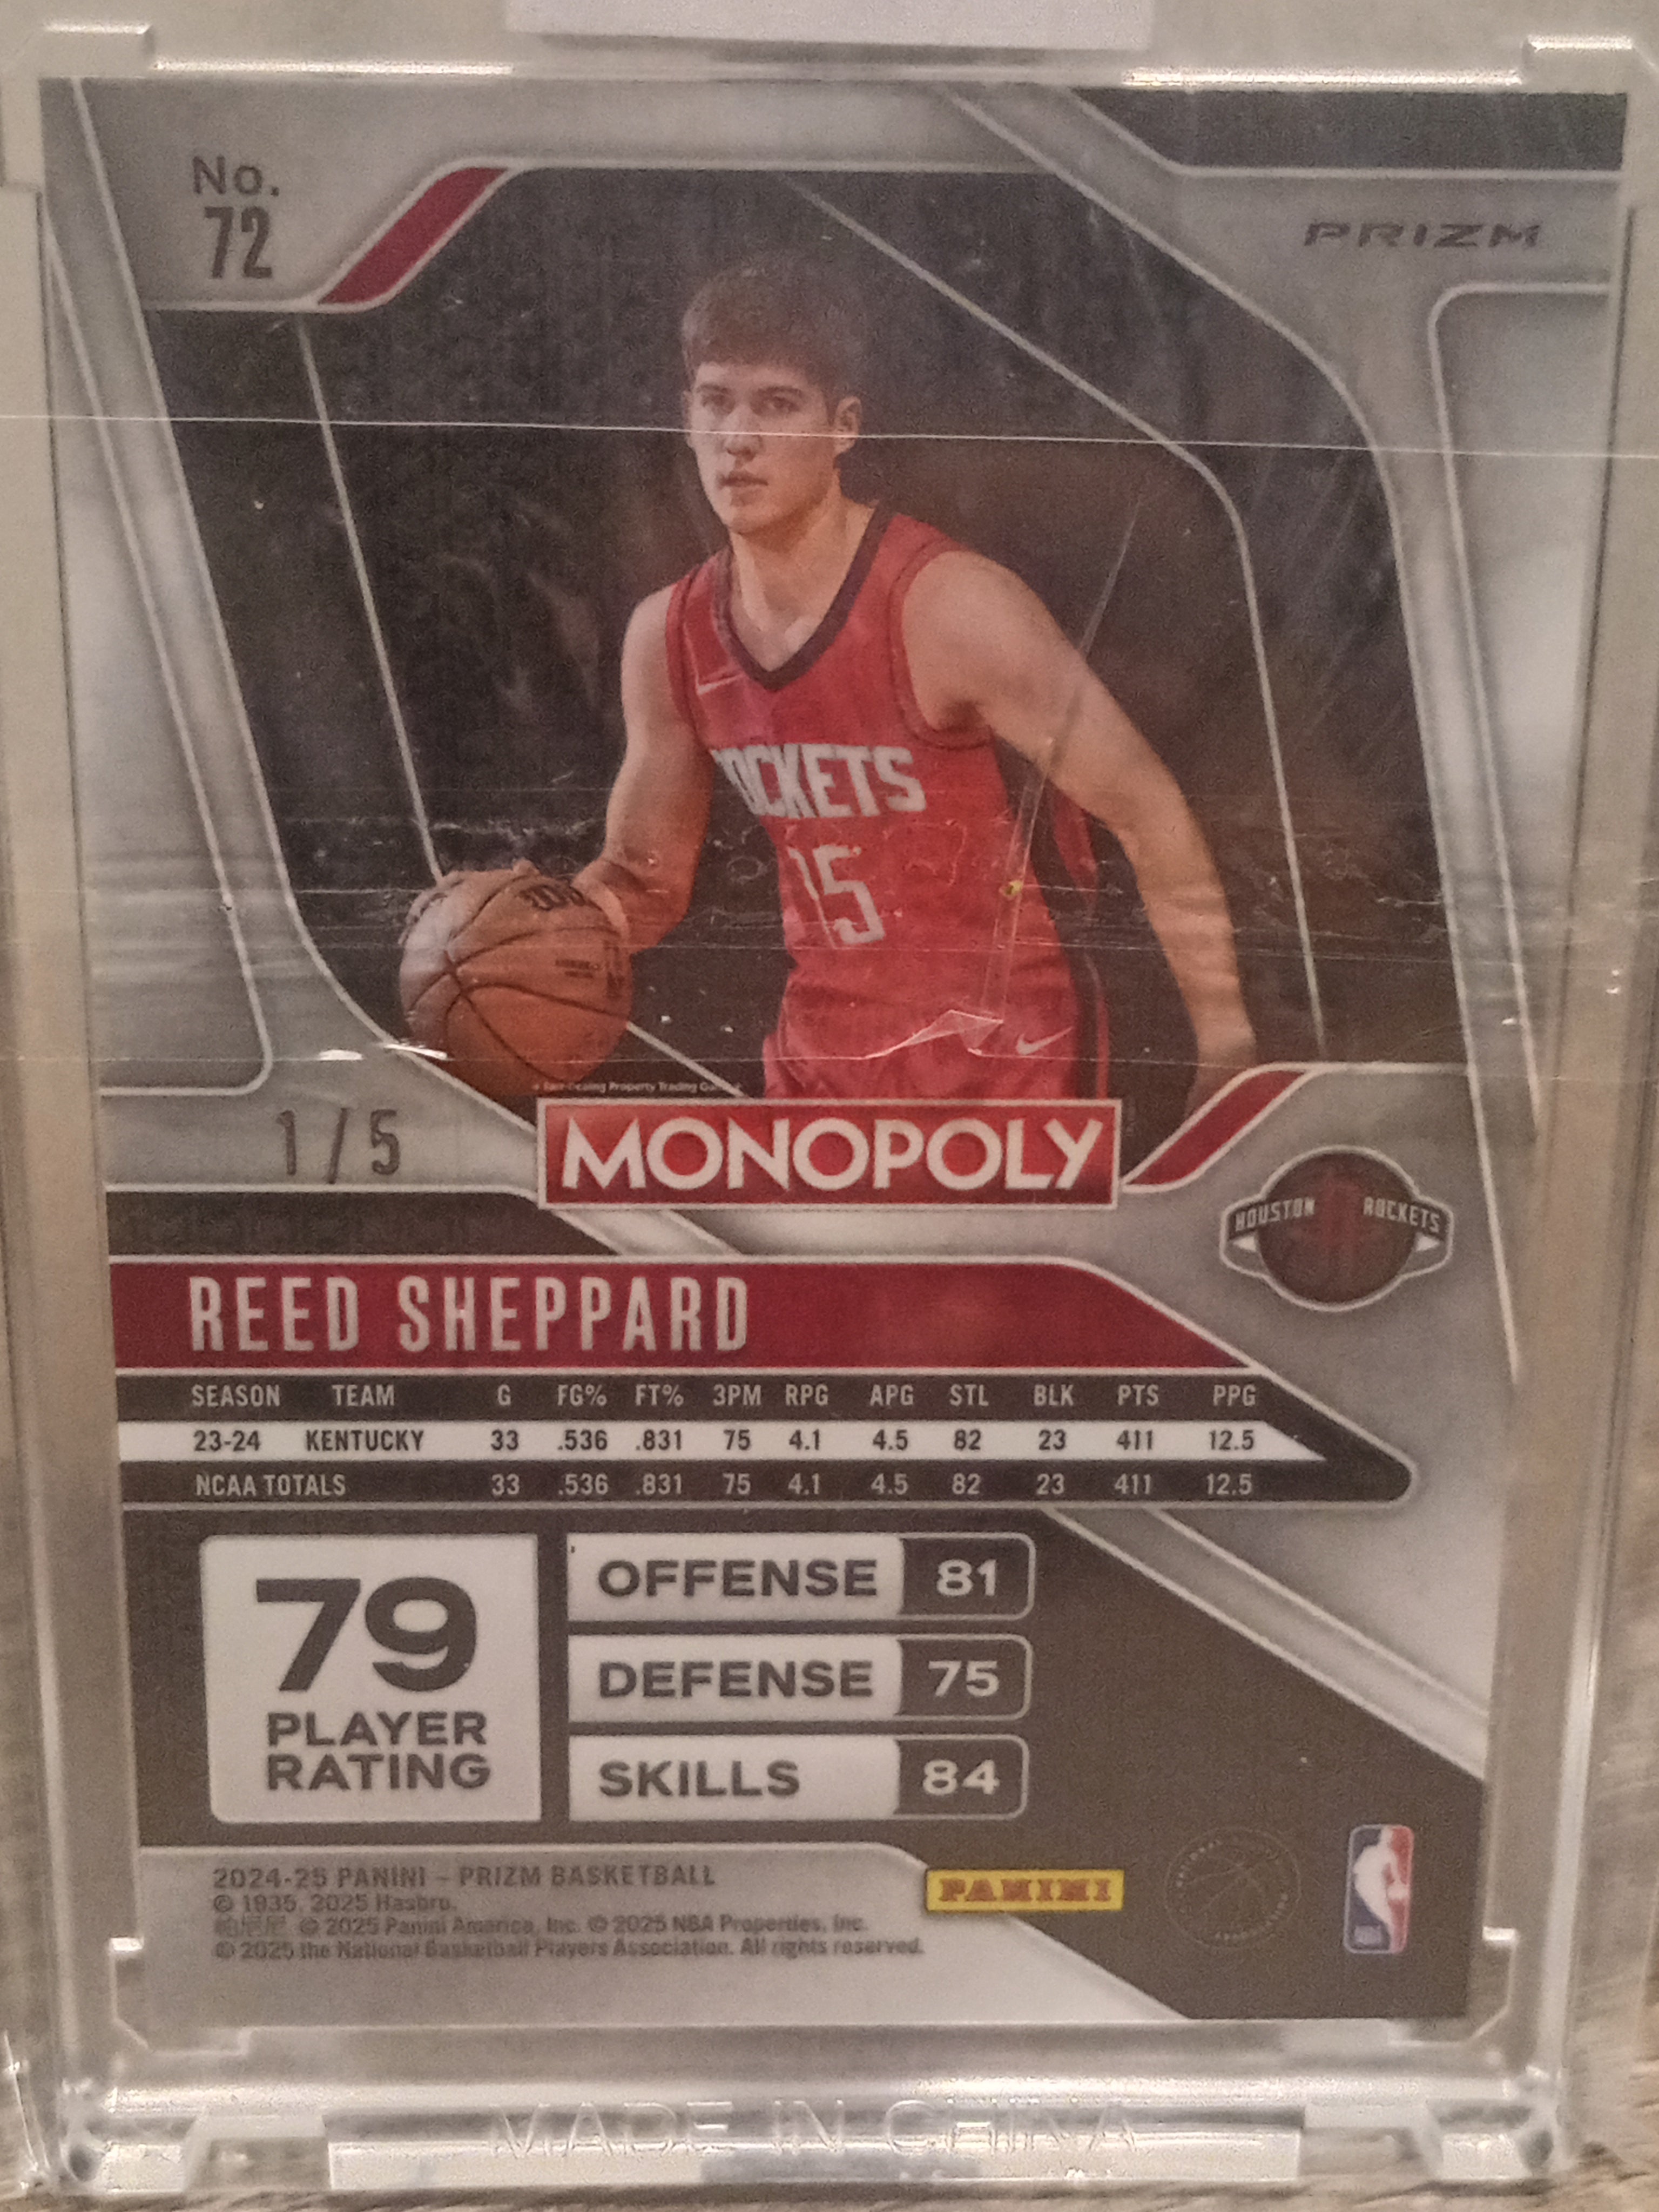 No.
72
PRIZM
ROCKETS
15
1/5
MONOPOLY
HOUSTON ROCKETS
REED SHEPPARD
SEASON TEAM G FG% FT% 3PM RPG APG STL BLK PTS PPG
23-24 KENTUCKY 33 .536 .831 75 4.1 4.5 82 23 411 12.5
NCAA TOTALS 33 .536 .831 75 4.1 4.5 82 23 411 12.5
79
PLAYER
RATING
OFFENSE 81
DEFENSE 75
SKILLS 84
2024-25 PANINI – PRIZM BASKETBALL
© 1935, 2025 Hasbro.
© 2025 Panini America, Inc. © 2025 NBA Properties, Inc.
© 2025 the National Basketball Players Association. All rights reserved.
PANINI
MADE IN CHINA